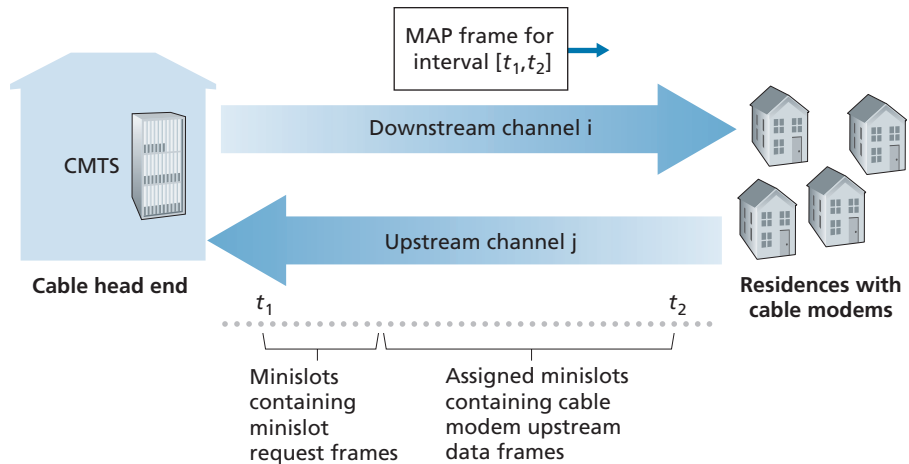 MAP frame for
interval [t₁,t₂]
Downstream channel i
CMTS
Upstream channel j
Cable head end
Residences with
cable modems
t₁
t₂
Minislots
containing
minislot
request frames
Assigned minislots
containing cable
modem upstream
data frames